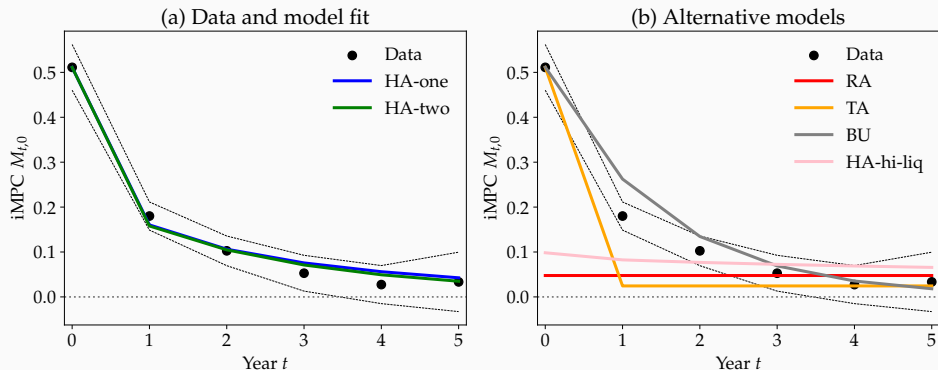 (a) Data and model fit
iMPC M_{t,0}
0.5
0.4
0.3
0.2
0.1
0.0
Data
HA-one
HA-two
0 1 2 3 4 5
Year t
(b) Alternative models
iMPC M_{t,0}
0.5
0.4
0.3
0.2
0.1
0.0
Data
RA
TA
BU
HA-hi-liq
0 1 2 3 4 5
Year t